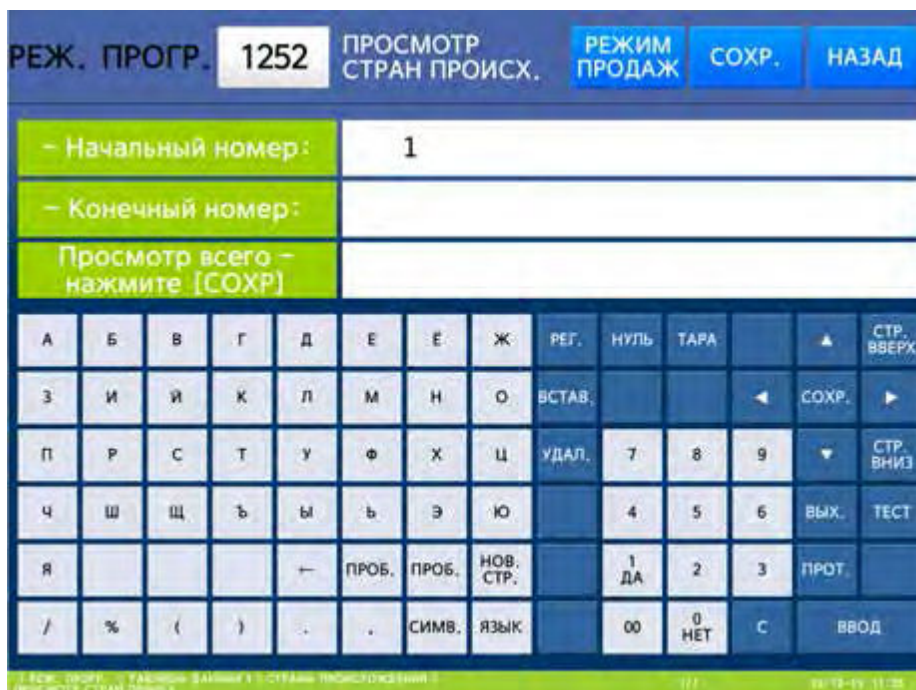 РЕЖ. ПРОГР. 1252 ПРОСМОТР СТРАН ПРОИСХ. РЕЖИМ ПРОДАЖ СОХР. НАЗАД
- Начальный номер: 1
- Конечный номер:
Просмотр всего -
нажмите [СОХР]
А Б В Г Д Е Ё Ж РЕГ. НУЛЬ ТАРА ▲ СТР. ВВЕРХ
З И Й К Л М Н О ВСТАВ. ◀ СОХР. ▶
П Р С Т У Ф Х Ц УДАЛ. 7 8 9 ▼ СТР. ВНИЗ
Ч Ш Щ Ъ Ы Ь Э Ю 4 5 6 ВЫХ. ТЕСТ
Я ← ПРОБ. ПРОБ. НОВ. СТР. 1 ДА 2 3 ПРОТ.
/ % ( ) . , СИМВ. ЯЗЫК 00 0 НЕТ C ВВОД